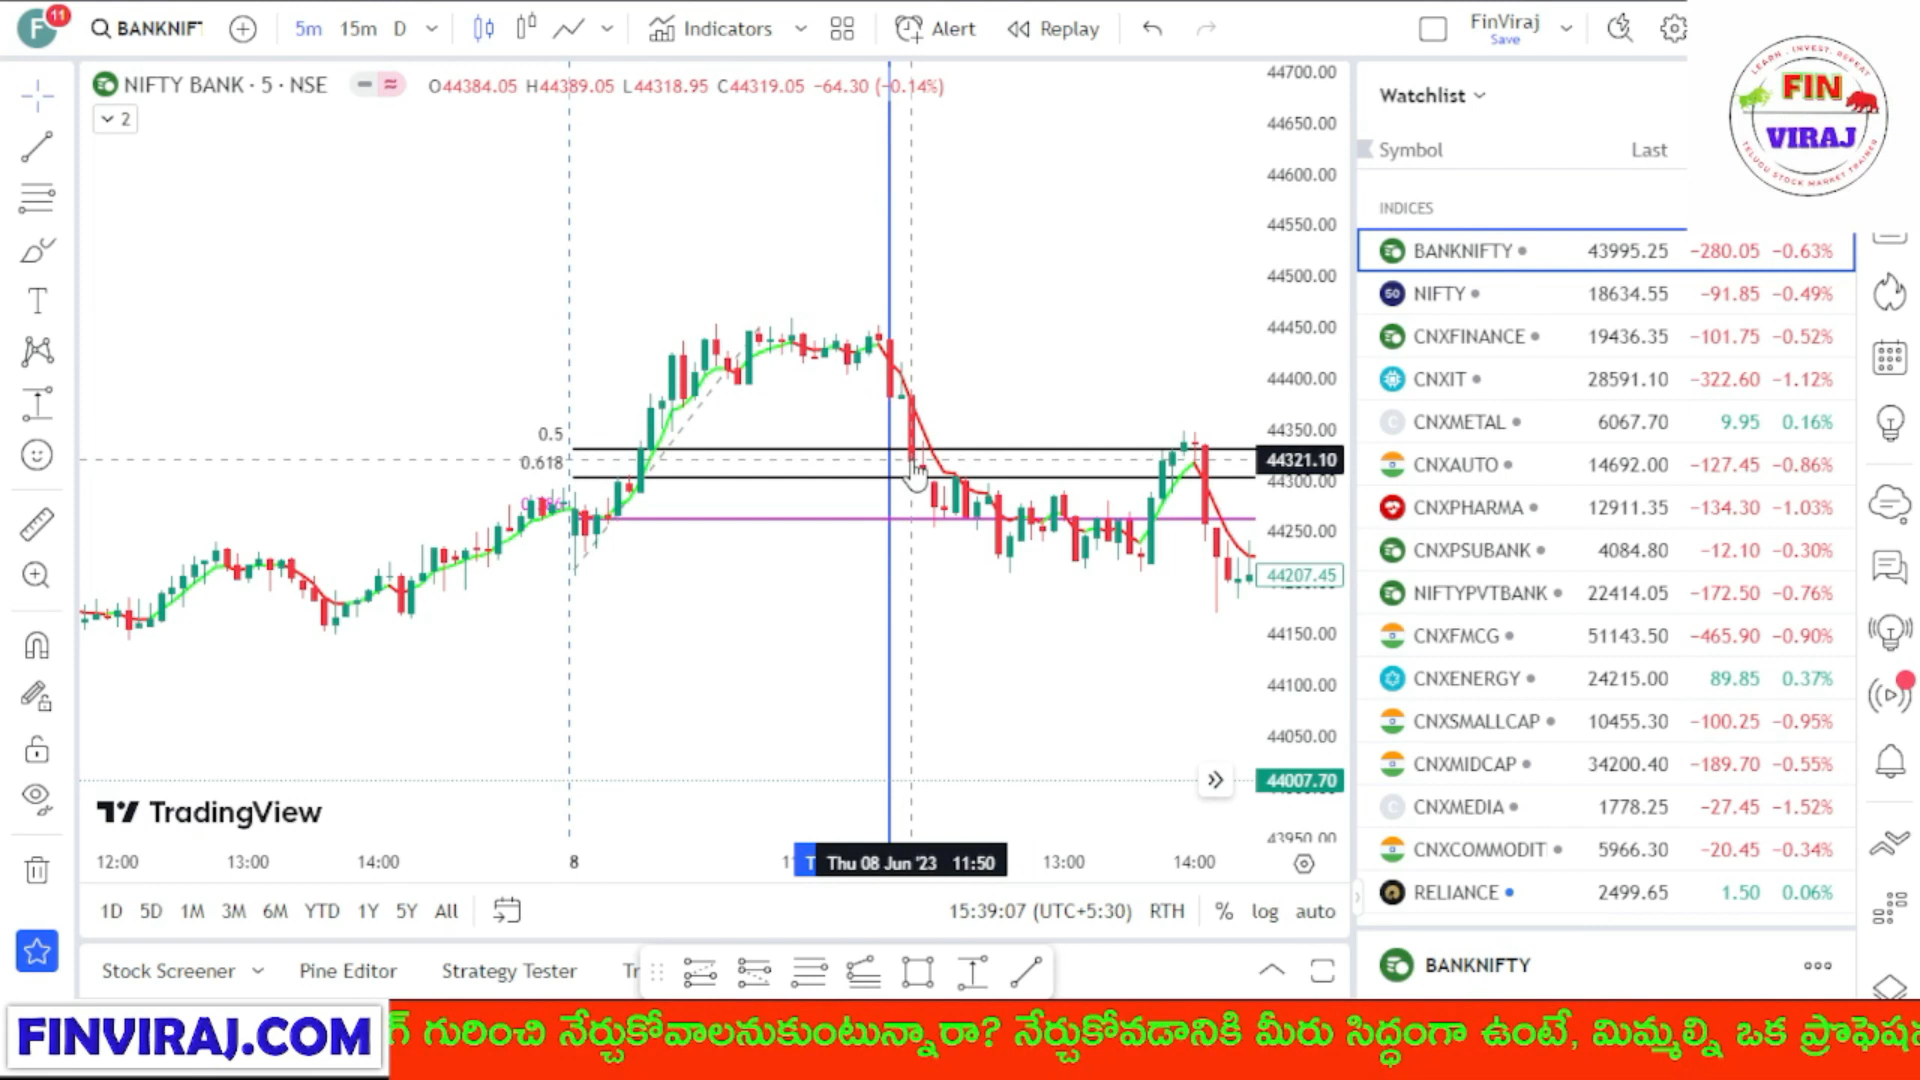 F
11
BANKNIFT
5m 15m D
Indicators
Alert
Replay
FinViraj
Save
NIFTY BANK · 5 · NSE
O44384.05 H44389.05 L44318.95 C44319.05 −64.30 (−0.14%)
2
44700.00
44650.00
44600.00
44550.00
44500.00
44450.00
44400.00
44350.00
44321.10
44300.00
44250.00
44207.45
44150.00
44100.00
44050.00
44007.70
43950.00
0.5
0.618
TradingView
12:00 13:00 14:00 8 11 T Thu 08 Jun '23 11:50 13:00 14:00
1D 5D 1M 3M 6M YTD 1Y 5Y All
15:39:07 (UTC+5:30) RTH % log auto
Stock Screener Pine Editor Strategy Tester Tr
Watchlist
Symbol Last
INDICES
BANKNIFTY 43995.25 −280.05 −0.63%
50 NIFTY 18634.55 −91.85 −0.49%
CNXFINANCE 19436.35 −101.75 −0.52%
CNXIT 28591.10 −322.60 −1.12%
C CNXMETAL 6067.70 9.95 0.16%
CNXAUTO 14692.00 −127.45 −0.86%
CNXPHARMA 12911.35 −134.30 −1.03%
CNXPSUBANK 4084.80 −12.10 −0.30%
NIFTYPVTBANK 22414.05 −172.50 −0.76%
CNXFMCG 51143.50 −465.90 −0.90%
CNXENERGY 24215.00 89.85 0.37%
CNXSMALLCAP 10455.30 −100.25 −0.95%
CNXMIDCAP 34200.40 −189.70 −0.55%
C CNXMEDIA 1778.25 −27.45 −1.52%
CNXCOMMODIT 5966.30 −20.45 −0.34%
RELIANCE 2499.65 1.50 0.06%
BANKNIFTY
LEARN - INVEST. REPEAT
FIN
VIRAJ
TELUGU STOCK MARKET TRAINER
FINVIRAJ.COM
గ్ గురించి నేర్చుకోవాలనుకుంటున్నారా? నేర్చుకోవడానికి మీరు సిద్ధంగా ఉంటే, మిమ్మల్ని ఒక ప్రొఫెష